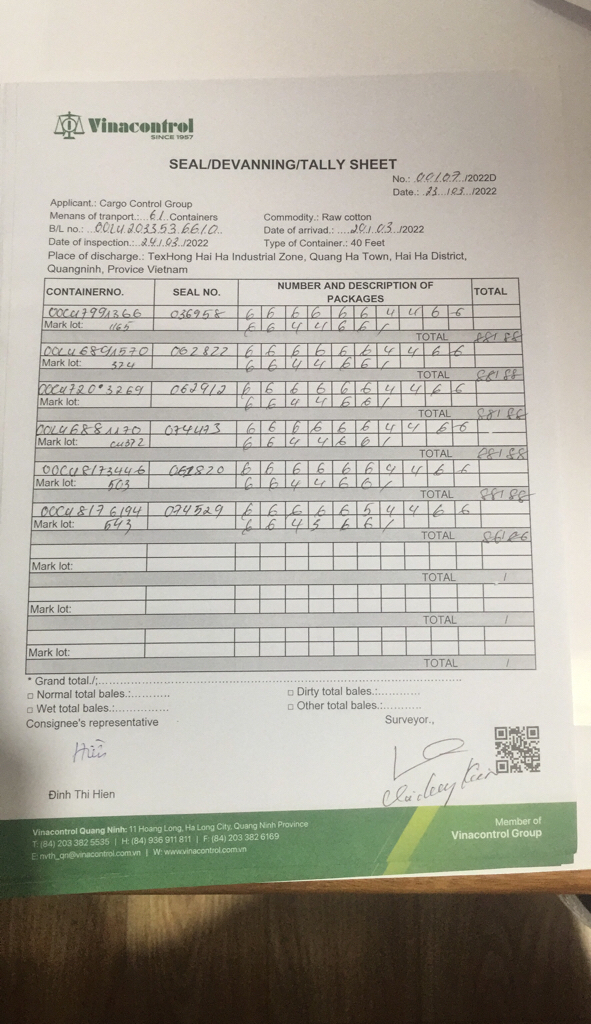 Vinacontrol
SINCE 1957
SEAL/DEVANNING/TALLY SHEET
No.: 00107 /2022D
Date.: 23 /03 /2022
Applicant.: Cargo Control Group
Menans of tranport.: 61 Containers Commodity.: Raw cotton
B/L no.: Date of arrivad.: 20/ 03 /2022
Date of inspection.: 24/ 03 /2022 Type of Container.: 40 Feet
Place of discharge.: TexHong Hai Ha Industrial Zone, Quang Ha Town, Hai Ha District,
Quangninh, Provice Vietnam
CONTAINERNO. SEAL NO. NUMBER AND DESCRIPTION OF PACKAGES TOTAL
036958 6 6 6 6 6 6 4 4 6 6
Mark lot: 1165 6 6 4 4 6 6 /
TOTAL 88 88
062822 6 6 6 6 6 6 4 4 6 6
Mark lot: 374 6 6 4 4 6 6 /
TOTAL 88 88
062912 6 6 6 6 6 6 4 4 6 6
Mark lot: 6 6 4 4 6 6 /
TOTAL 88 88
074473 6 6 6 6 6 6 4 4 6 6
Mark lot: 6 6 4 4 6 6 /
TOTAL 88 88
OOCU8173446 6 6 6 6 6 6 4 4 6 6
Mark lot: 503 6 6 4 4 6 6 /
TOTAL 88 88
OOCU8176194 074529 6 6 6 6 6 5 4 4 6 6
Mark lot: 543 6 6 4 5 6 6 /
TOTAL
Mark lot:
TOTAL /
Mark lot:
TOTAL /
Mark lot:
TOTAL /
* Grand total./:
□ Normal total bales.: □ Dirty total bales.:
□ Wet total bales.: □ Other total bales.:
Consignee's representative Surveyor.,
Hiền
Đinh Thi Hien
Vinacontrol Quang Ninh: 11 Hoang Long, Ha Long City, Quang Ninh Province
T: (84) 203 382 5535 | H: (84) 936 911 811 | F: (84) 203 382 6169
E: nvth_qn@vinacontrol.com.vn | W: www.vinacontrol.com.vn
Member of
Vinacontrol Group